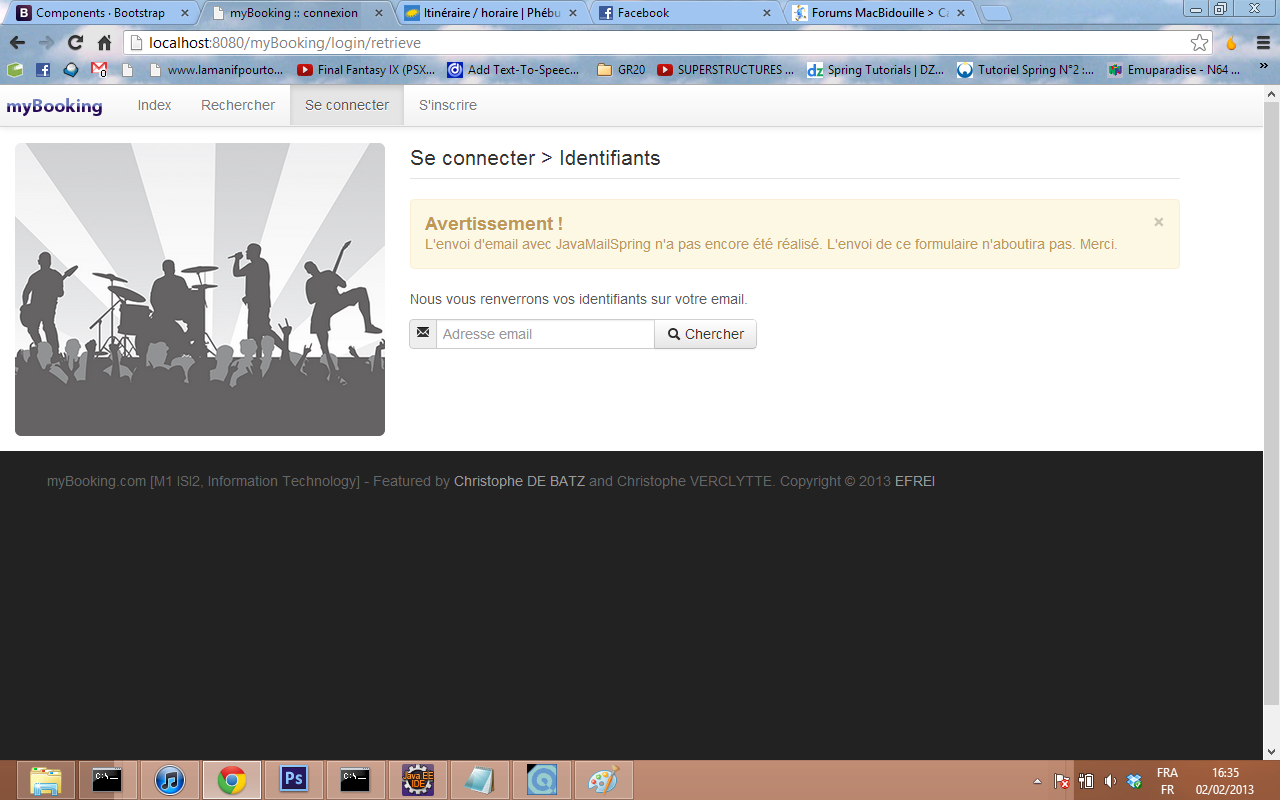 Components · Bootstrap
myBooking :: connexion
Itinéraire / horaire | Phébu
Facebook
Forums MacBidouille > Ca
localhost:8080/myBooking/login/retrieve
www.lamanifpourto...
Final Fantasy IX (PSX...
Add Text-To-Speec...
GR20
SUPERSTRUCTURES ...
Spring Tutorials | DZ...
Tutoriel Spring N°2 :...
Emuparadise - N64 ...
myBooking
Index
Rechercher
Se connecter
S'inscrire
Se connecter > Identifiants
Avertissement !
×
L'envoi d'email avec JavaMailSpring n'a pas encore été réalisé. L'envoi de ce formulaire n'aboutira pas. Merci.
Nous vous renverrons vos identifiants sur votre email.
Adresse email
Chercher
myBooking.com [M1 ISI2, Information Technology] - Featured by Christophe DE BATZ and Christophe VERCLYTTE. Copyright © 2013 EFREI
C:\_
Ps
C:\_
Java EE
IDE
FRA
FR
16:35
02/02/2013